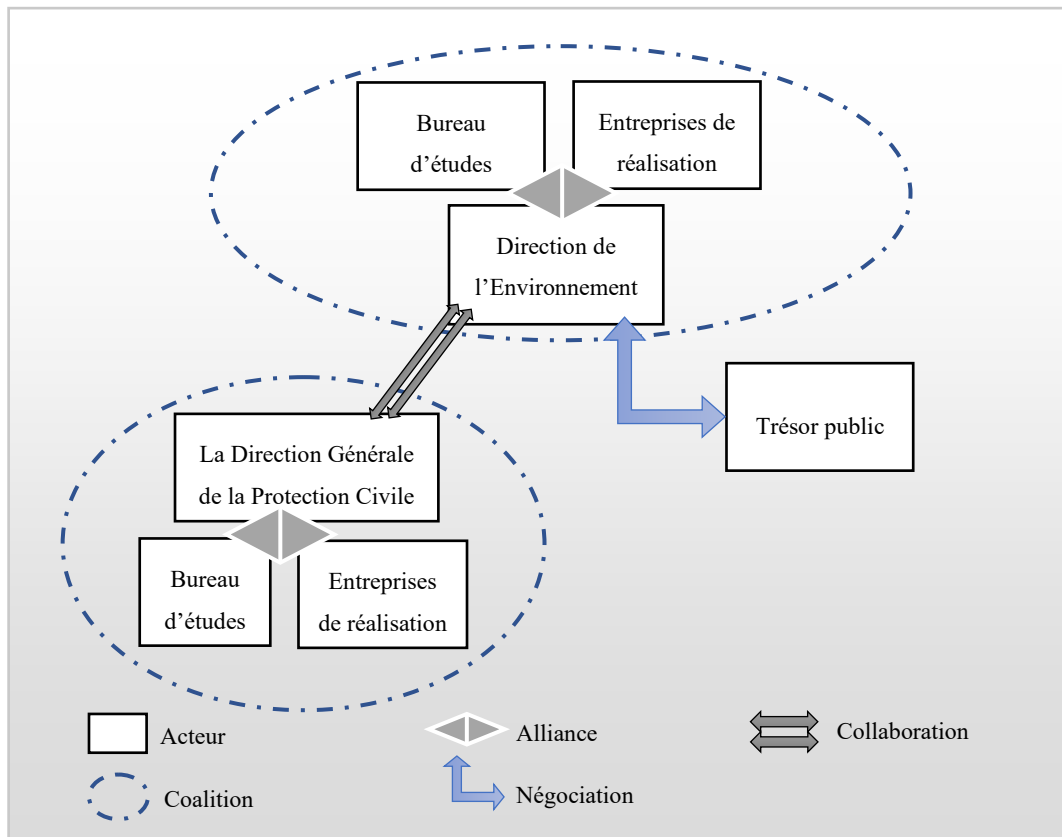 Bureau
d’études
Entreprises de
réalisation
Direction de
l’Environnement
Trésor public
La Direction Générale
de la Protection Civile
Bureau
d’études
Entreprises
de réalisation
Acteur
Alliance
Collaboration
Coalition
Négociation